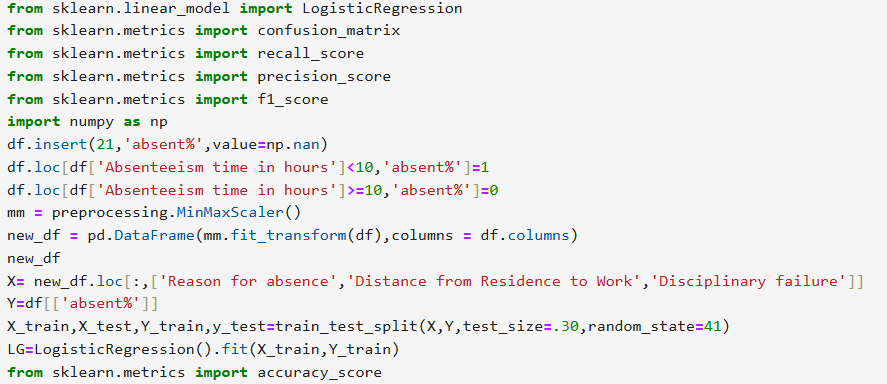 from sklearn.linear_model import LogisticRegression
from sklearn.metrics import confusion_matrix
from sklearn.metrics import recall_score
from sklearn.metrics import precision_score
from sklearn.metrics import f1_score
import numpy as np
df.insert(21,'absent%',value=np.nan)
df.loc[df['Absenteeism time in hours']<10,'absent%']=1
df.loc[df['Absenteeism time in hours']>=10,'absent%']=0
mm = preprocessing.MinMaxScaler()
new_df = pd.DataFrame(mm.fit_transform(df),columns = df.columns)
new_df
X= new_df.loc[:,['Reason for absence','Distance from Residence to Work','Disciplinary failure']]
Y=df[['absent%']]
X_train,X_test,Y_train,y_test=train_test_split(X,Y,test_size=.30,random_state=41)
LG=LogisticRegression().fit(X_train,Y_train)
from sklearn.metrics import accuracy_score